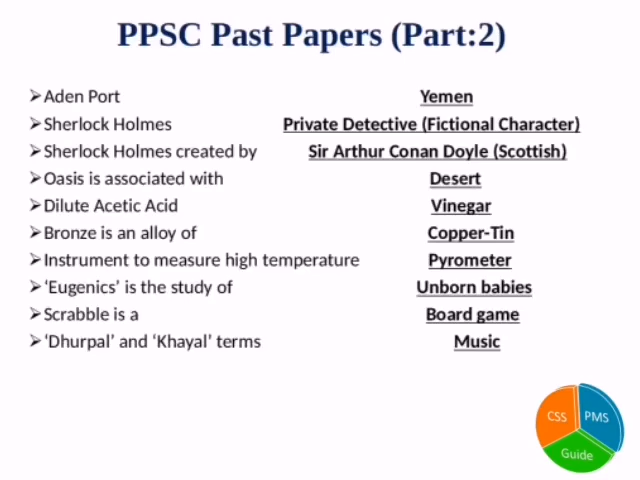 PPSC Past Papers (Part:2)
➢Aden Port Yemen
➢Sherlock Holmes Private Detective (Fictional Character)
➢Sherlock Holmes created by Sir Arthur Conan Doyle (Scottish)
➢Oasis is associated with Desert
➢Dilute Acetic Acid Vinegar
➢Bronze is an alloy of Copper-Tin
➢Instrument to measure high temperature Pyrometer
➢‘Eugenics’ is the study of Unborn babies
➢Scrabble is a Board game
➢‘Dhurpal’ and ‘Khayal’ terms Music
CSS PMS
Guide